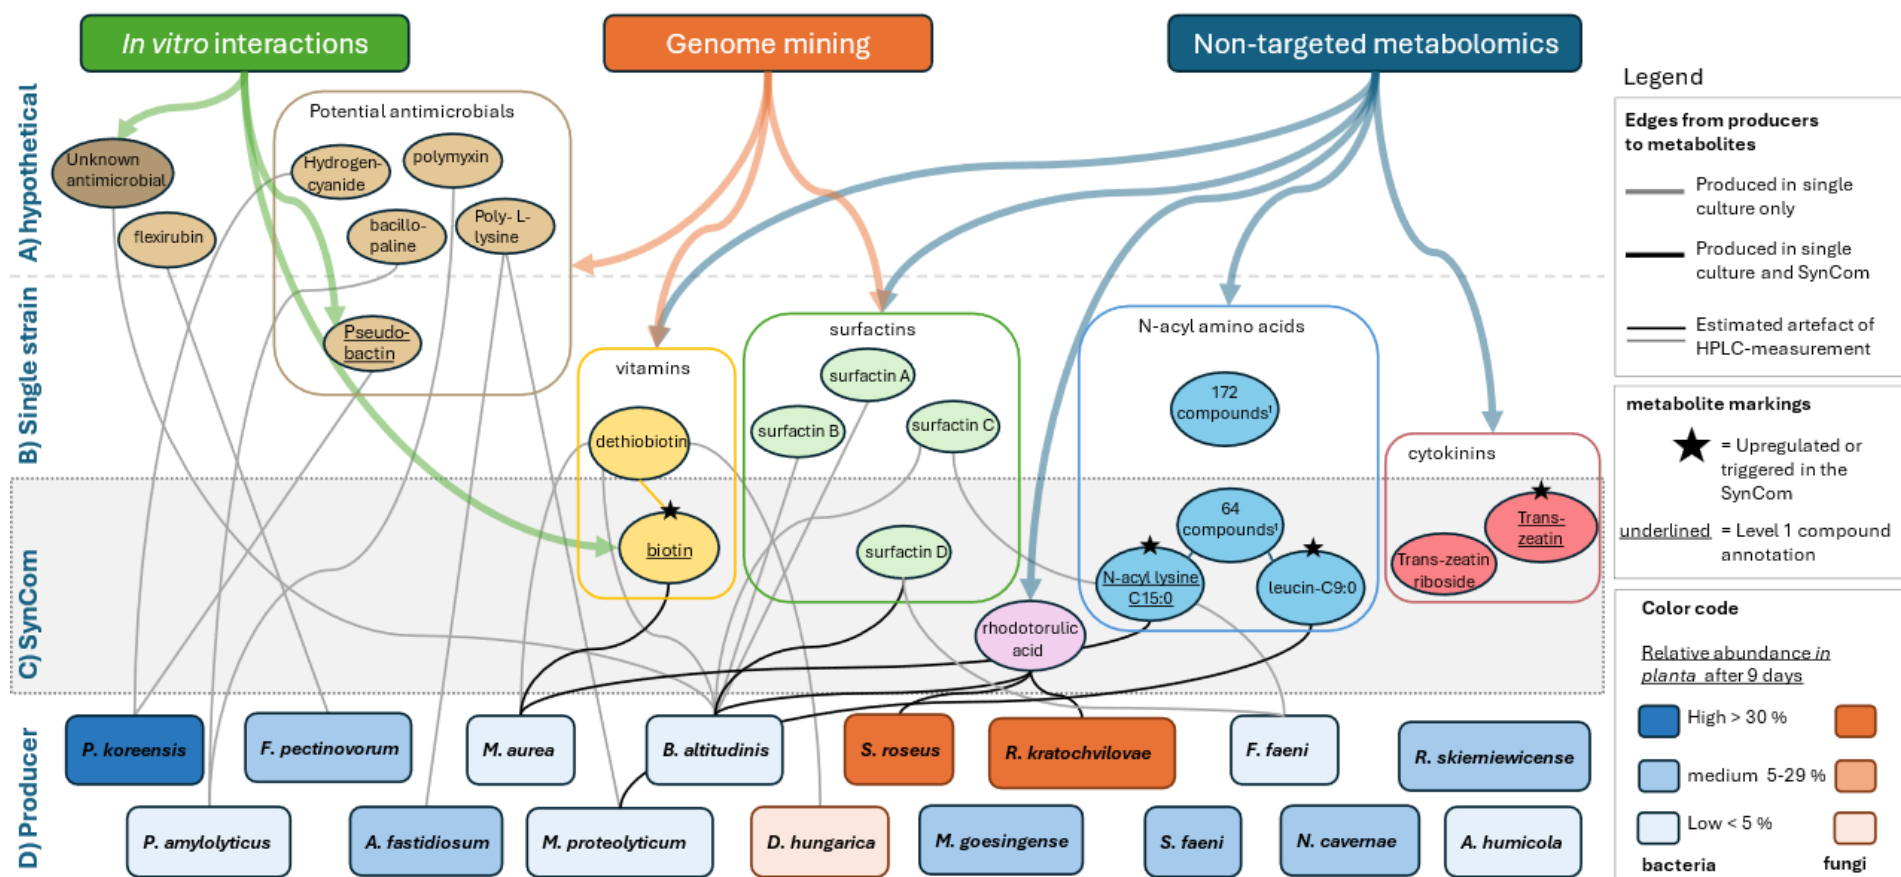 In vitro interactions
Genome mining
Non-targeted metabolomics
A) hypothetical
B) Single strain
C) SynCom
D) Producer
Unknown
antimicrobial
flexirubin
Potential antimicrobials
Hydrogen-
cyanide
polymyxin
bacillo-
paline
Poly- L-
lysine
Pseudo-
bactin
vitamins
dethiobiotin
biotin
surfactins
surfactin A
surfactin B
surfactin C
surfactin D
N-acyl amino acids
172
compounds¹
64
compounds¹
N-acyl lysine
C15:0
leucin-C9:0
rhodotorulic
acid
cytokinins
Trans-
zeatin
Trans-zeatin
riboside
P. koreensis
F. pectinovorum
M. aurea
B. altitudinis
S. roseus
R. kratochvilovae
F. faeni
R. skierniewicense
P. amylolyticus
A. fastidiosum
M. proteolyticum
D. hungarica
M. goesingense
S. faeni
N. cavernae
A. humicola
Legend
Edges from producers
to metabolites
Produced in single
culture only
Produced in single
culture and SynCom
Estimated artefact of
HPLC-measurement
metabolite markings
= Upregulated or
triggered in the
SynCom
underlined = Level 1 compound
annotation
Color code
Relative abundance in
planta after 9 days
High > 30 %
medium 5-29 %
Low < 5 %
bacteria fungi